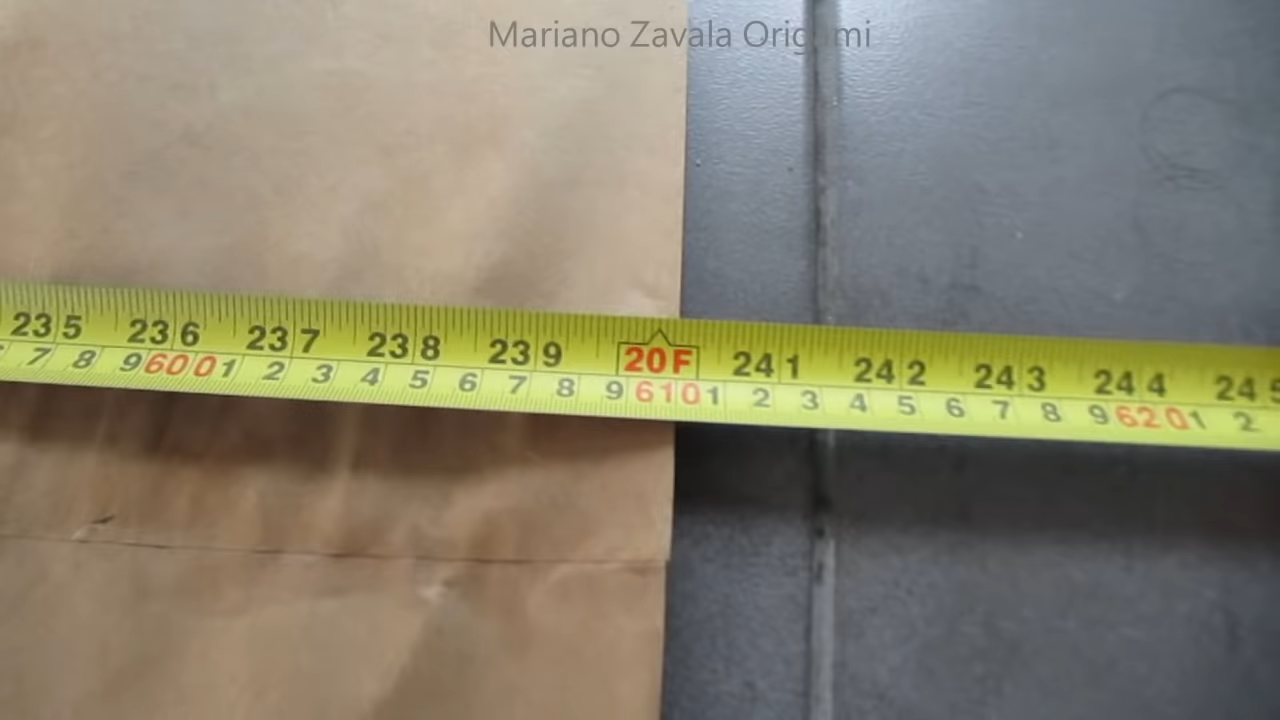 Mariano Zavala Origami
235 236 237 238 239 20F 241 242 243 244 245
7 8 9 600 1 2 3 4 5 6 7 8 9 610 1 2 3 4 5 6 7 8 9 620 1 2